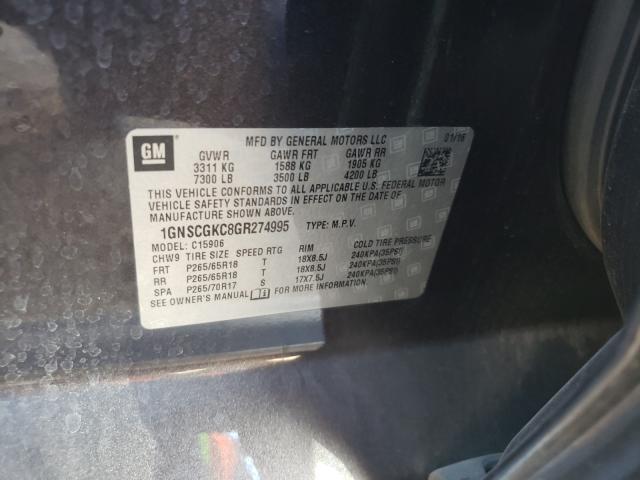 GM
MFD BY GENERAL MOTORS LLC 01/16
GVWR GAWR FRT GAWR RR
3311 KG 1588 KG 1905 KG
7300 LB 3500 LB 4200 LB
THIS VEHICLE CONFORMS TO ALL APPLICABLE U.S. FEDERAL MOTOR
VEHICLE SAFETY STANDARDS IN EFFECT ON THE DATE OF
MANUFACTURE SHOWN ABOVE.
1GNSCGKC8GR274995 TYPE: M.P.V.
MODEL: C15906
CHW9 TIRE SIZE SPEED RTG RIM COLD TIRE PRESSURE
FRT P265/65R18 T 18X8.5J 240KPA(35PSI)
RR P265/65R18 T 18X8.5J 240KPA(35PSI)
SPA P265/70R17 S 17X7.5J 240KPA(35PSI)
SEE OWNER'S MANUAL FOR MORE INFORMATION.